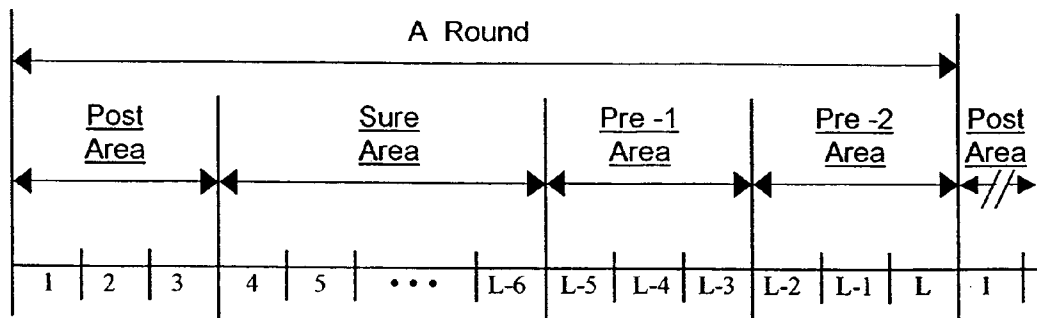 A Round
Post Area
Sure Area
Pre -1 Area
Pre -2 Area
Post Area
1 2 3 4 5 ••• L-6 L-5 L-4 L-3 L-2 L-1 L 1